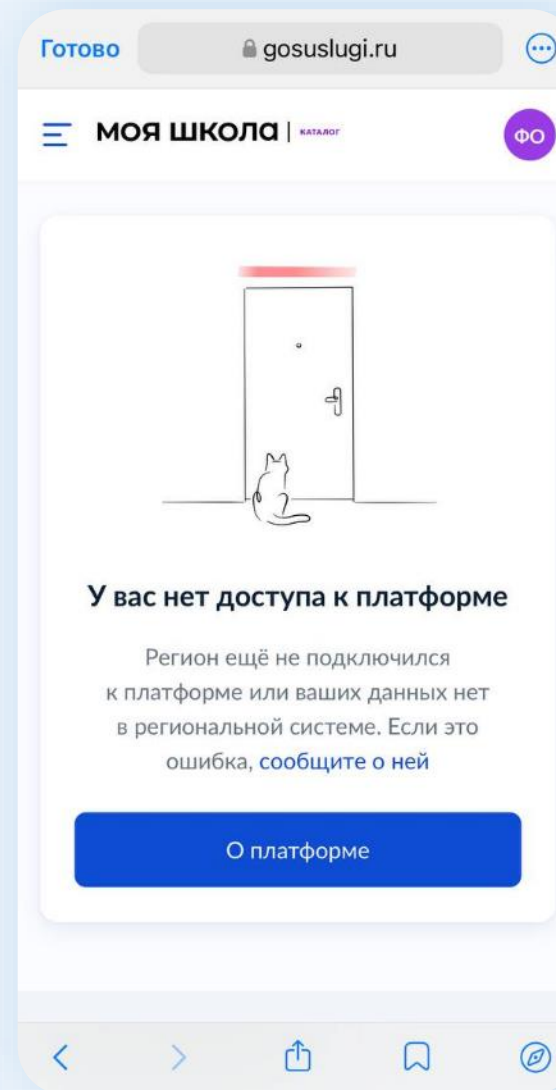 Готово
gosuslugi.ru
МОЯ ШКОЛА | КАТАЛОГ
ФО
У вас нет доступа к платформе
Регион ещё не подключился
к платформе или ваших данных нет
в региональной системе. Если это
ошибка, сообщите о ней
О платформе